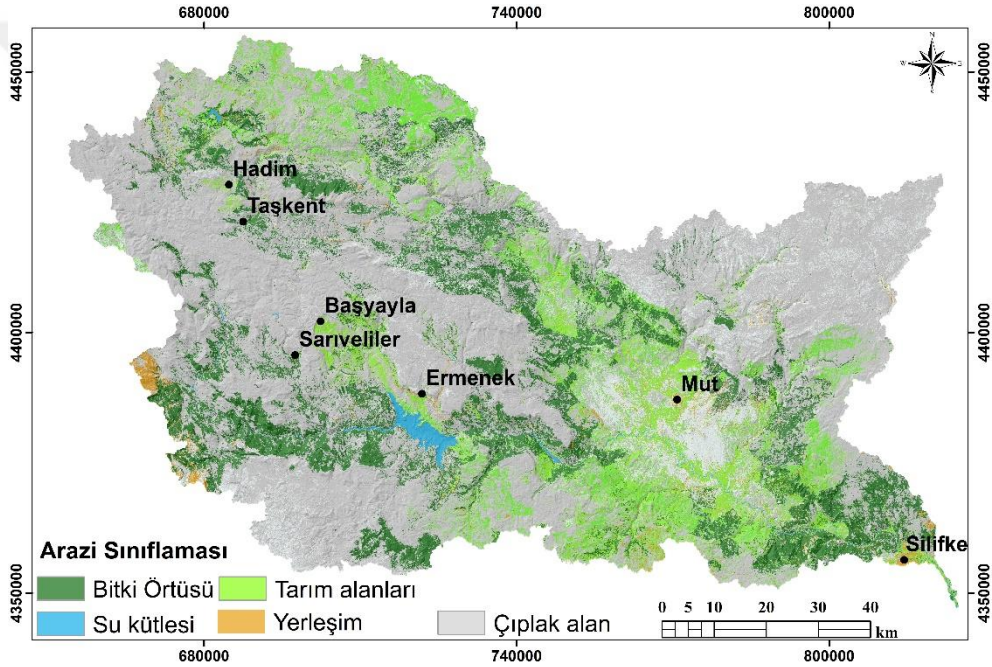 680000 740000 800000
4450000 4450000
Hadim
Taşkent
Başyayla
4400000 4400000
Sarıveliler
Ermenek
Mut
Arazi Sınıflaması
Silifke
Bitki Örtüsü Tarım alanları
4350000 4350000
Su kütlesi Yerleşim Çıplak alan
0 5 10 20 30 40
km
680000 740000 800000